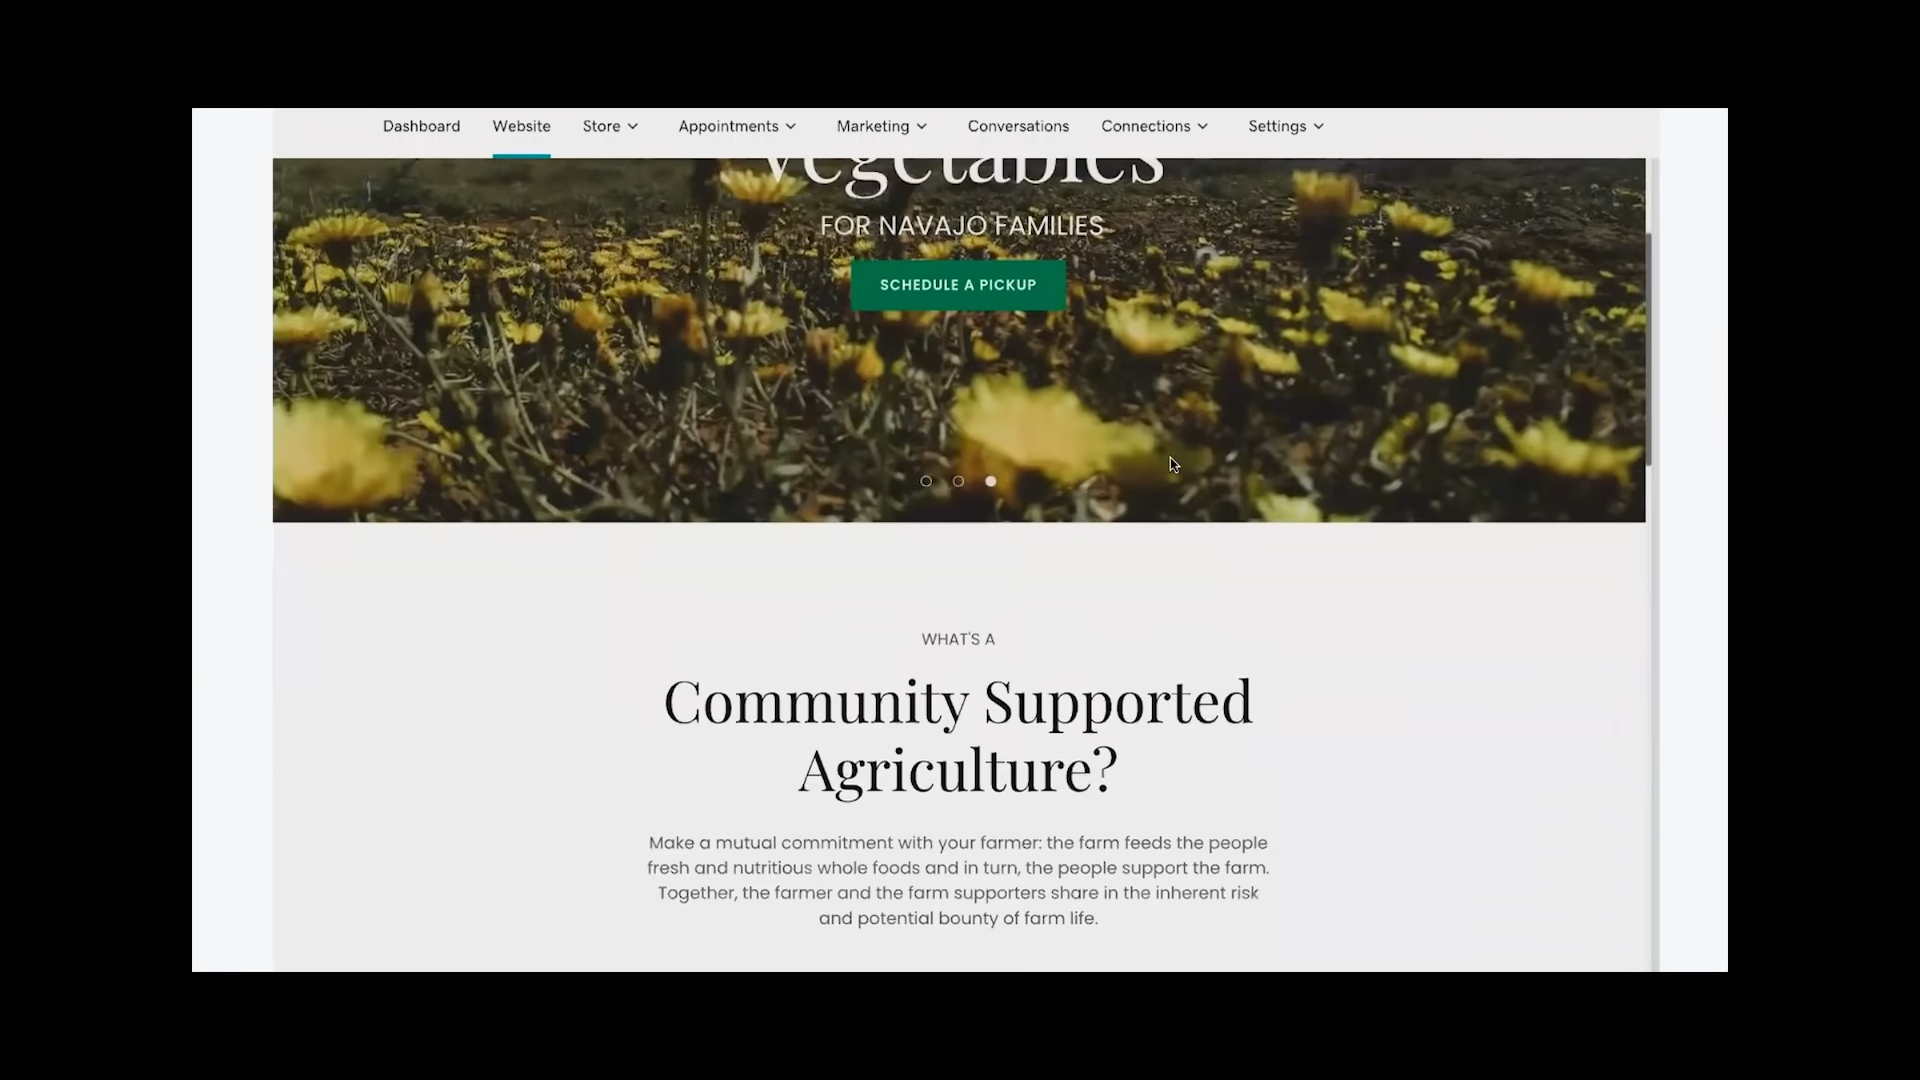 Dashboard Website Store Appointments Marketing Conversations Connections Settings
Vegetables
FOR NAVAJO FAMILIES
SCHEDULE A PICKUP
WHAT'S A
Community Supported
Agriculture?
Make a mutual commitment with your farmer: the farm feeds the people
fresh and nutritious whole foods and in turn, the people support the farm.
Together, the farmer and the farm supporters share in the inherent risk
and potential bounty of farm life.